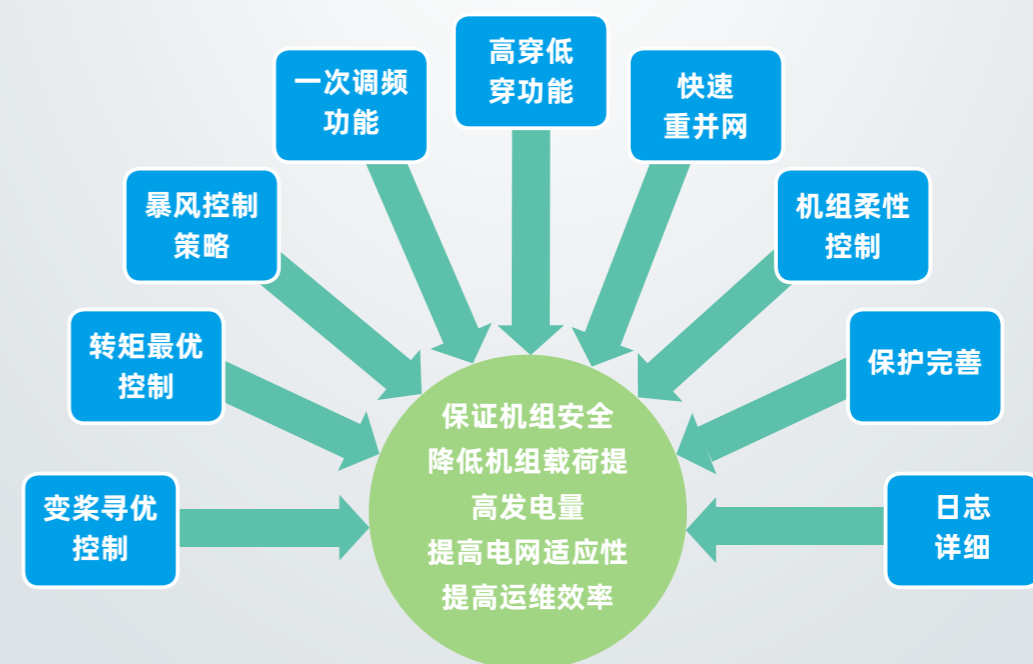 高穿低
穿功能
一次调频
功能
快速
重并网
暴风控制
策略
机组柔性
控制
转矩最优
控制
保护完善
变桨寻优
控制
日志
详细
保证机组安全
降低机组载荷提
高发电量
提高电网适应性
提高运维效率